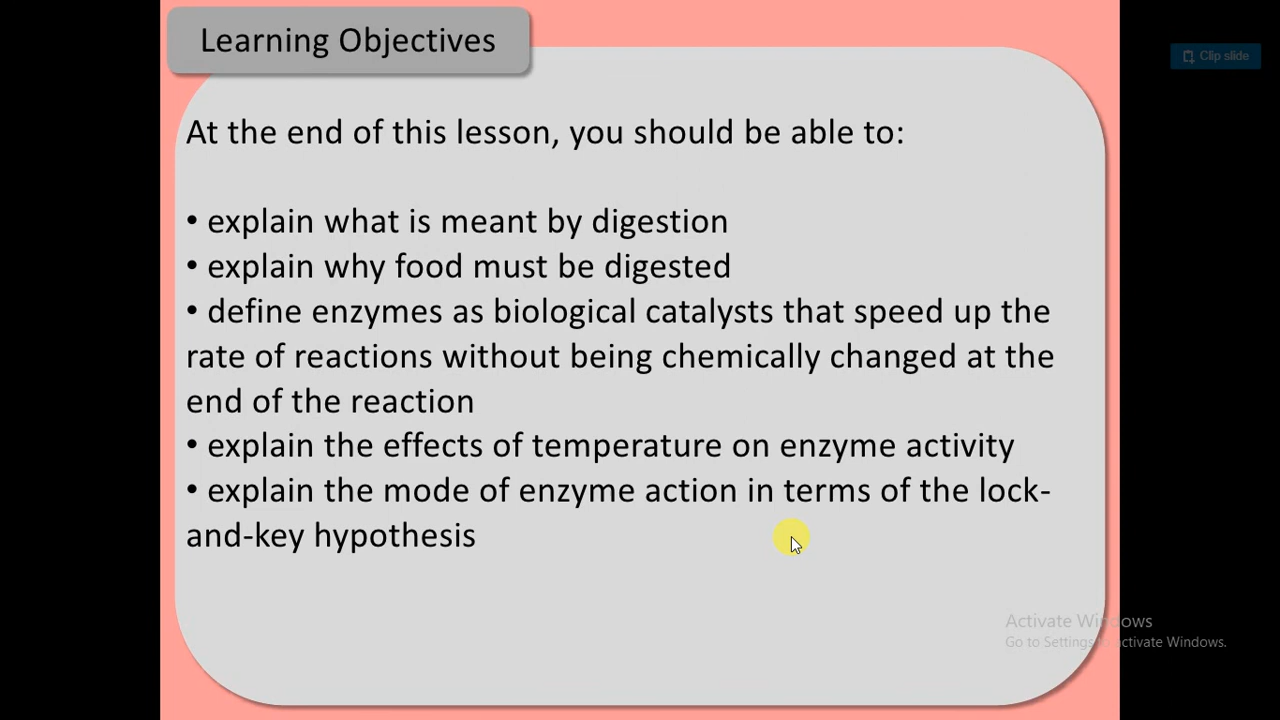 Learning Objectives
Clip slide
At the end of this lesson, you should be able to:
• explain what is meant by digestion
• explain why food must be digested
• define enzymes as biological catalysts that speed up the
rate of reactions without being chemically changed at the
end of the reaction
• explain the effects of temperature on enzyme activity
• explain the mode of enzyme action in terms of the lock-
and-key hypothesis
Activate Windows
Go to Settings to activate Windows.